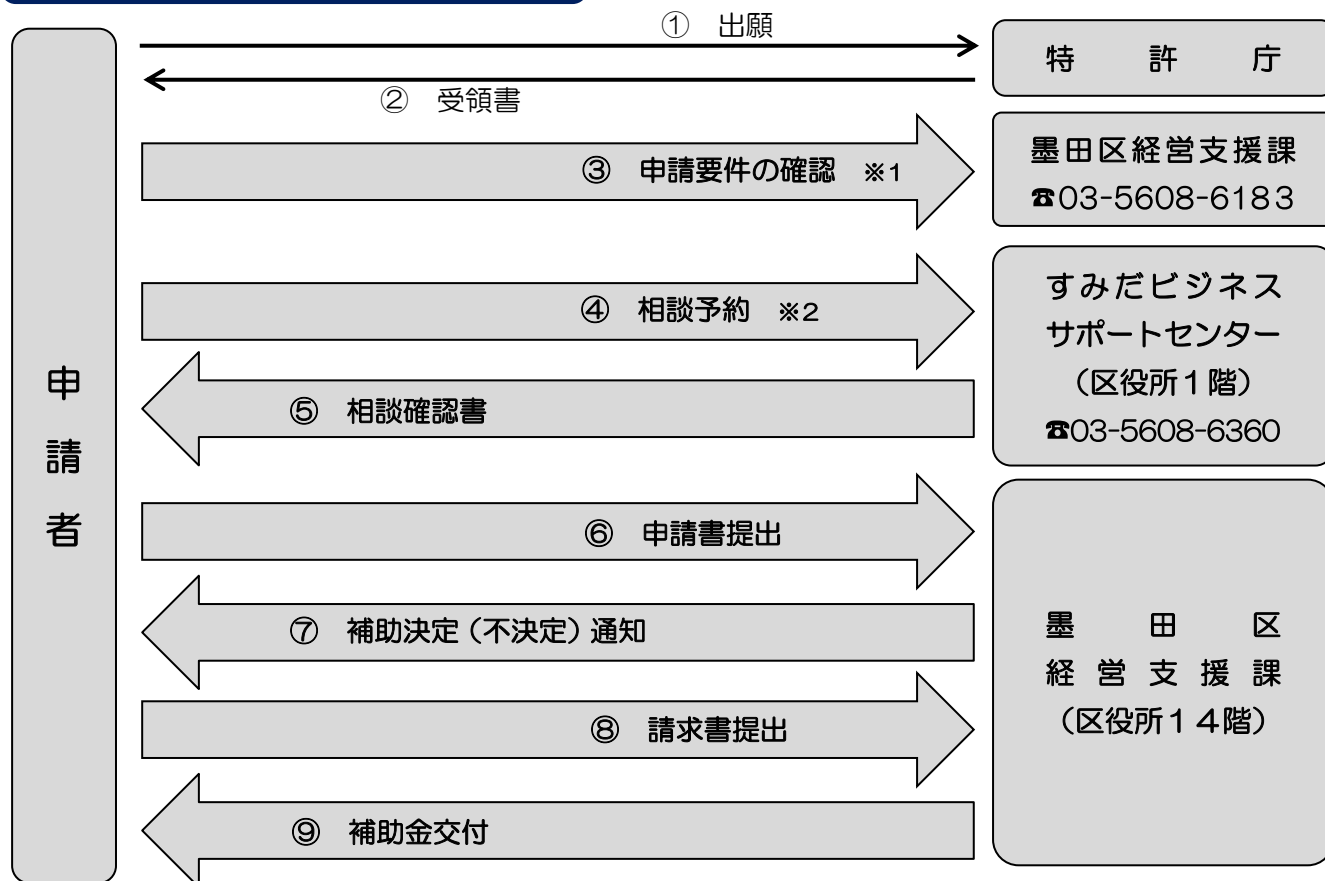 ① 出願
特許庁
② 受領書
③ 申請要件の確認 ※1
墨田区経営支援課
☎03-5608-6183
④ 相談予約 ※2
すみだビジネス
サポートセンター
（区役所１階）
☎03-5608-6360
⑤ 相談確認書
申請者
⑥ 申請書提出
⑦ 補助決定（不決定）通知
墨田区
経営支援課
（区役所１４階）
⑧ 請求書提出
⑨ 補助金交付